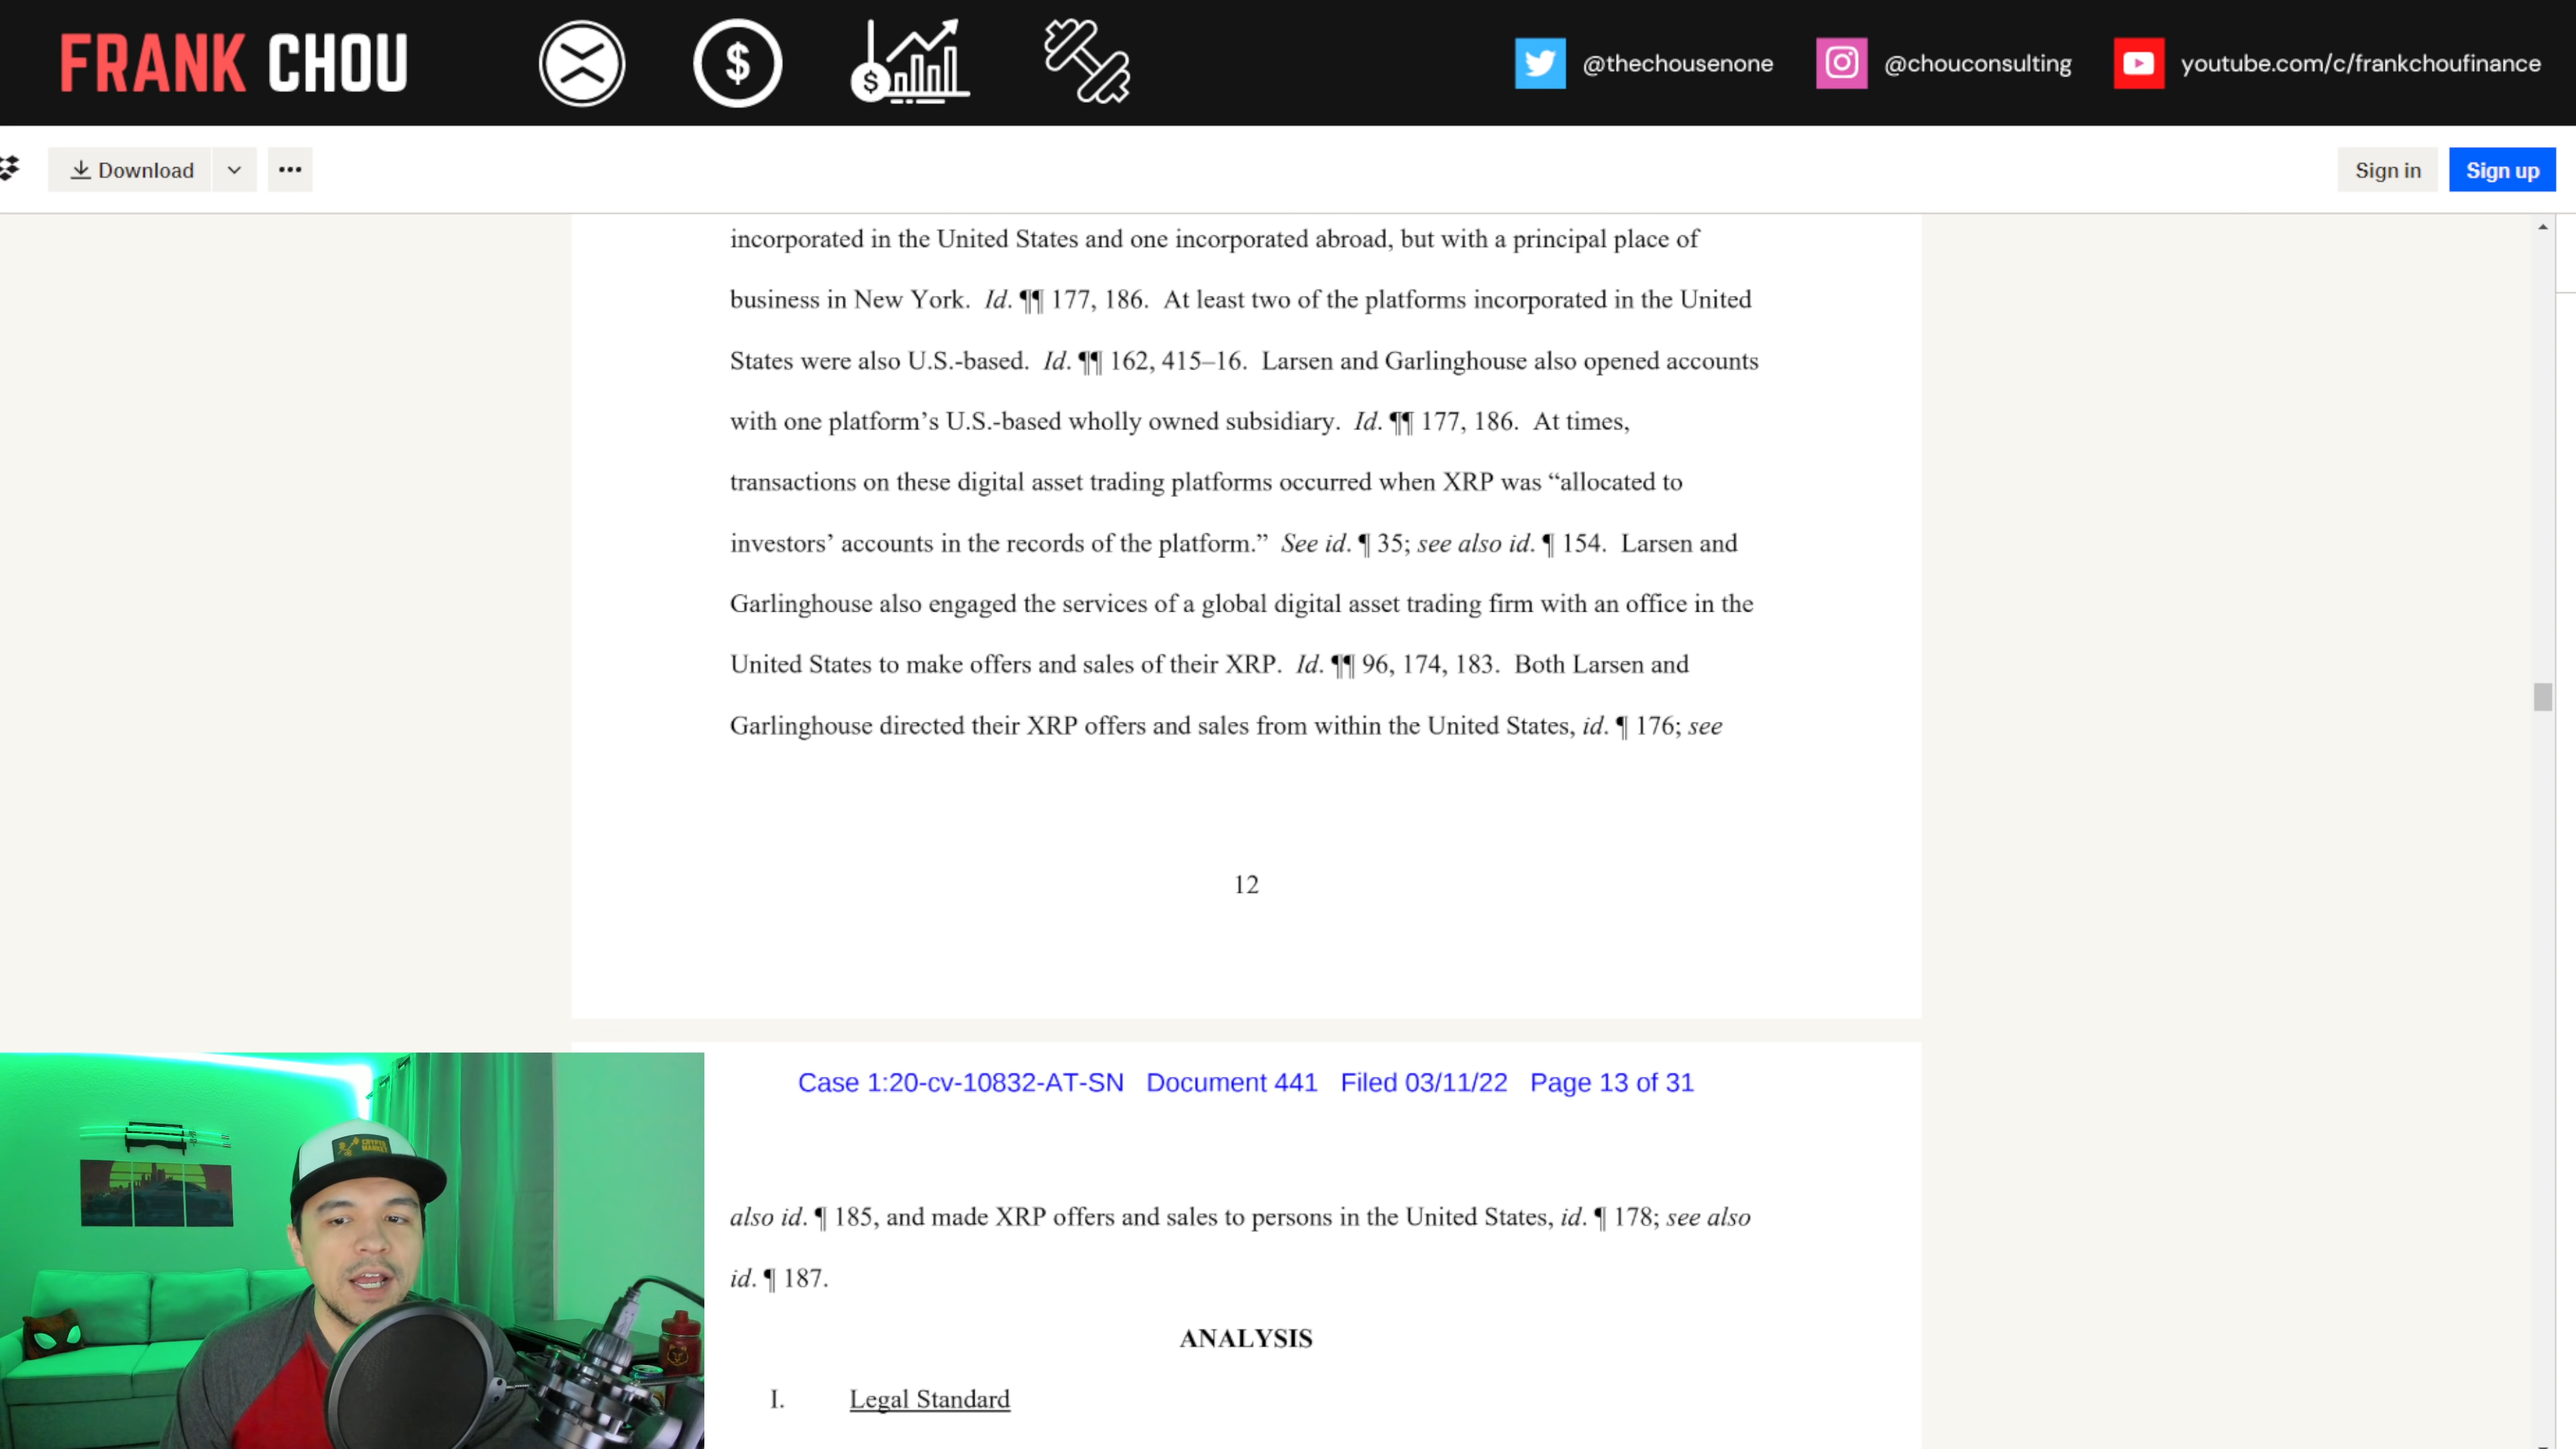 FRANK CHOU
@thechousenone
@chouconsulting
youtube.com/c/frankchoufinance
Download
Sign in
Sign up
incorporated in the United States and one incorporated abroad, but with a principal place of
business in New York.  Id. ¶¶ 177, 186.  At least two of the platforms incorporated in the United
States were also U.S.-based.  Id. ¶¶ 162, 415–16.  Larsen and Garlinghouse also opened accounts
with one platform’s U.S.-based wholly owned subsidiary.  Id. ¶¶ 177, 186.  At times,
transactions on these digital asset trading platforms occurred when XRP was “allocated to
investors’ accounts in the records of the platform.”  See id. ¶ 35; see also id. ¶ 154.  Larsen and
Garlinghouse also engaged the services of a global digital asset trading firm with an office in the
United States to make offers and sales of their XRP.  Id. ¶¶ 96, 174, 183.  Both Larsen and
Garlinghouse directed their XRP offers and sales from within the United States, id. ¶ 176; see
12
Case 1:20-cv-10832-AT-SN   Document 441   Filed 03/11/22   Page 13 of 31
also id. ¶ 185, and made XRP offers and sales to persons in the United States, id. ¶ 178; see also
id. ¶ 187.
ANALYSIS
I. Legal Standard
CRYPTO
MARKET